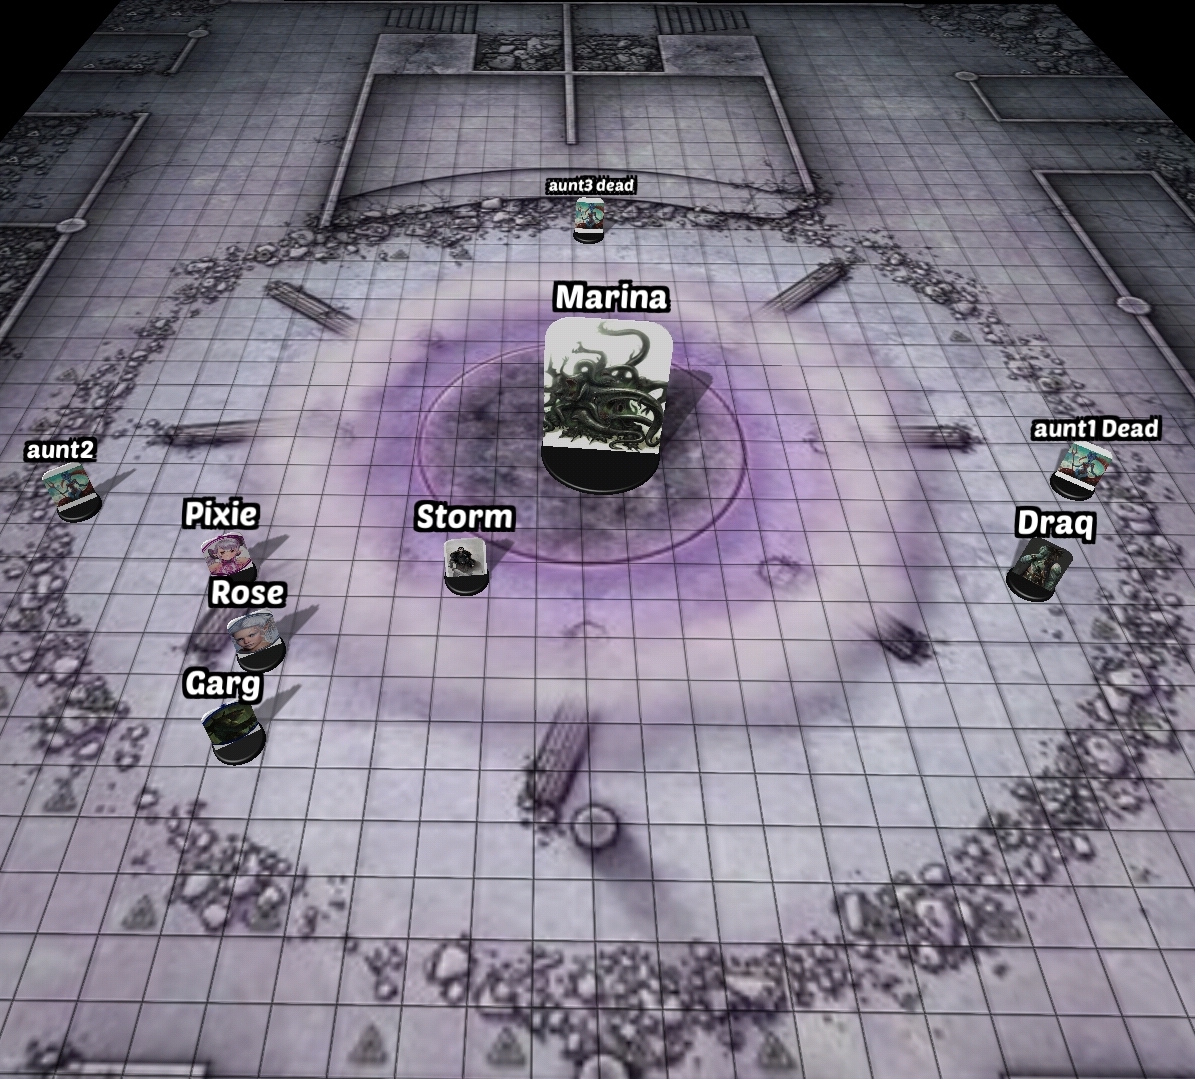 aunt3 dead
Marina
aunt1 Dead
aunt2
Pixie
Storm
Draq
Rose
Garg